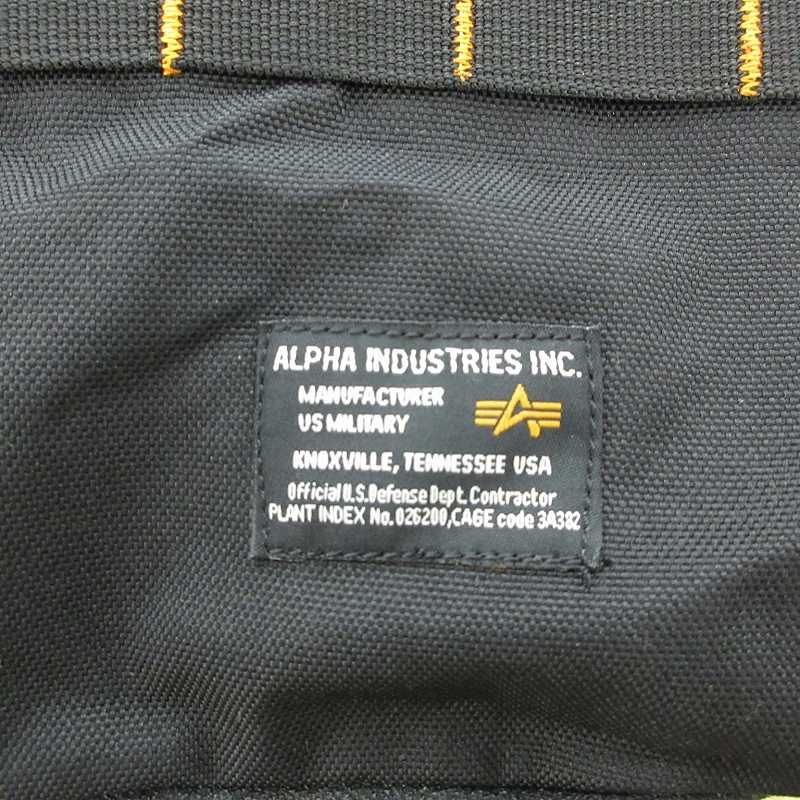 ALPHA INDUSTRIES INC.
MANUFACTURER
US MILITARY
KNOXVILLE, TENNESSEE USA
Official U.S. Defense Dept. Contractor
PLANT INDEX No. 026200, CAGE code 3A382